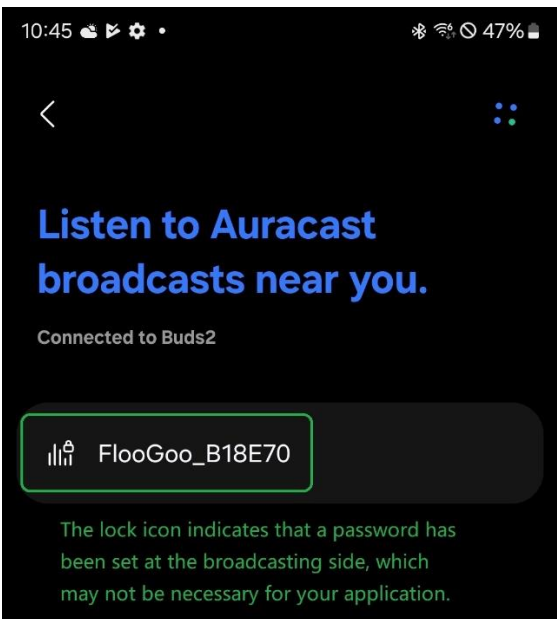 10:45 47%
Listen to Auracast
broadcasts near you.
Connected to Buds2
FlooGoo_B18E70
The lock icon indicates that a password has
been set at the broadcasting side, which
may not be necessary for your application.